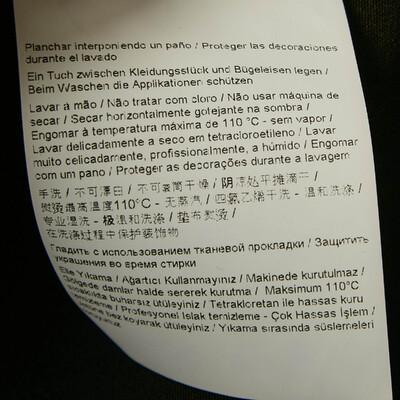 Planchar interponiendo un paño / Proteger las decoraciones
durante el lavado
Ein Tuch zwischen Kleidungsstück und Bügeleisen legen /
Beim Waschen die Applikationen schützen
Lavar à mão / Não tratar com cloro / Não usar máquina de
secar / Secar horizontalmente gotejante na sombra /
Engomar à temperatura máxima de 110 °C - sem vapor /
Lavar delicadamente a seco em tetracloroetileno / Lavar
muito celicadamente, profissionalmente, a húmido / Engomar
com um pano / Proteger as decorações durante a lavagem
手洗 / 不可漂白 / 不可滚筒干燥 / 阴凉处平摊滴干 /
熨烫最高温度110°C - 无蒸汽 / 四氯乙烯干洗 - 温和洗涤 /
专业湿洗 - 极温和洗涤 / 垫布熨烫 /
在洗涤过程中保护装饰物
Гладить с использованием тканевой прокладки / Защитить
украшения во время стирки
Elle Yıkama / Ağartıcı Kullanmayınız / Makinede kurutulmaz /
Gölgede damlar halde sererek kurutma / Maksimum 110°C
sıcaklıkta buharsız ütüleyiniz / Tetrakloretan ile hassas kuru
temizleme / Profesyonel Islak temizleme - Çok Hassas İşlem /
bez koyarak ütüleyiniz / Yıkama sırasında süslemeleri